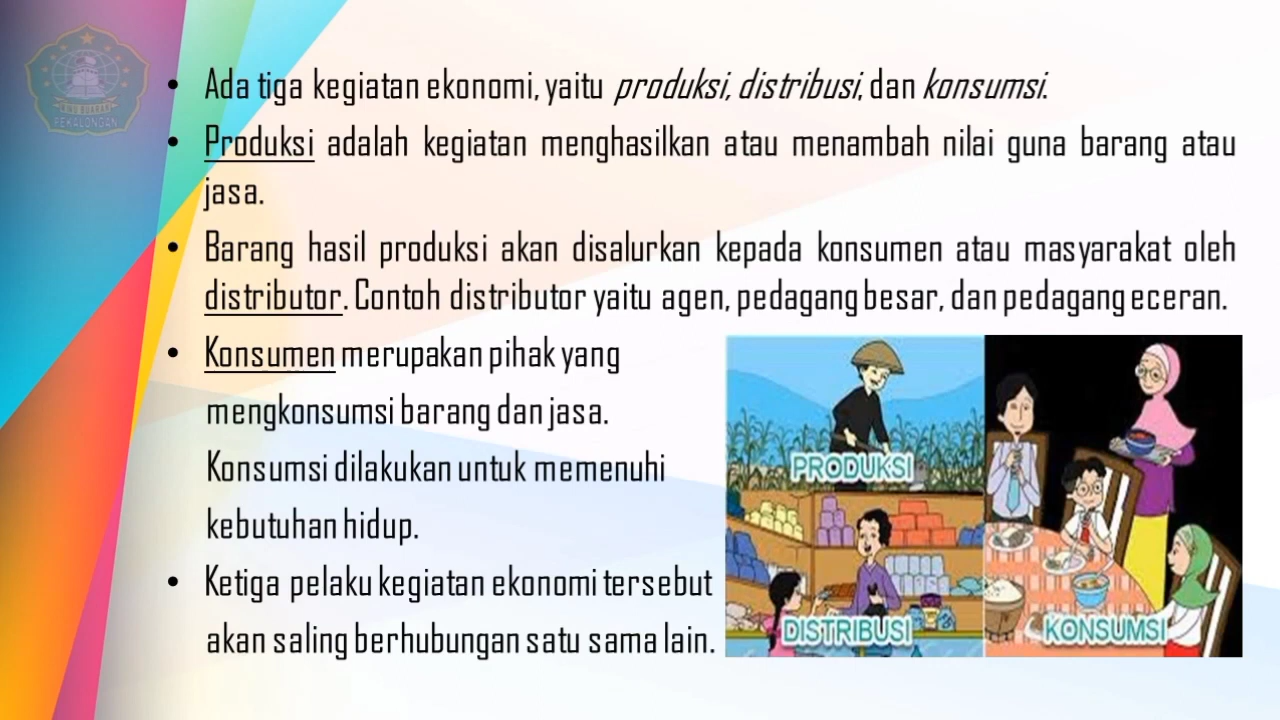 • Ada tiga kegiatan ekonomi, yaitu produksi, distribusi, dan konsumsi.
• Produksi adalah kegiatan menghasilkan atau menambah nilai guna barang atau
jasa.
• Barang hasil produksi akan disalurkan kepada konsumen atau masyarakat oleh
distributor. Contoh distributor yaitu agen, pedagang besar, dan pedagang eceran.
• Konsumen merupakan pihak yang
mengkonsumsi barang dan jasa.
Konsumsi dilakukan untuk memenuhi
kebutuhan hidup.
• Ketiga pelaku kegiatan ekonomi tersebut
akan saling berhubungan satu sama lain.
PRODUKSI
DISTRIBUSI
KONSUMSI
PEKALONGAN